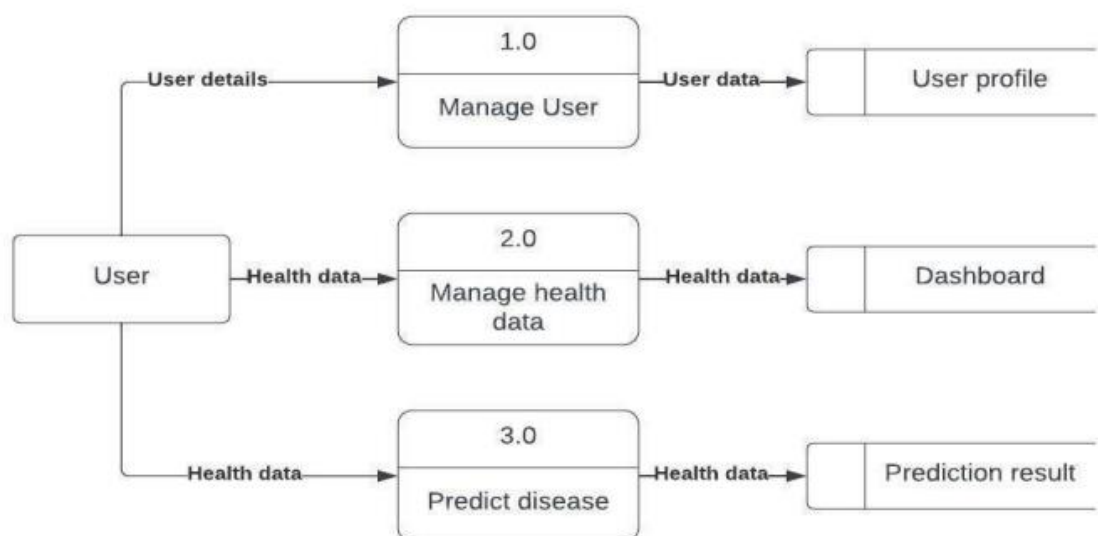 1.0
User details
Manage User
User data
User profile
User
Health data
2.0
Manage health
data
Health data
Dashboard
Health data
3.0
Predict disease
Health data
Prediction result